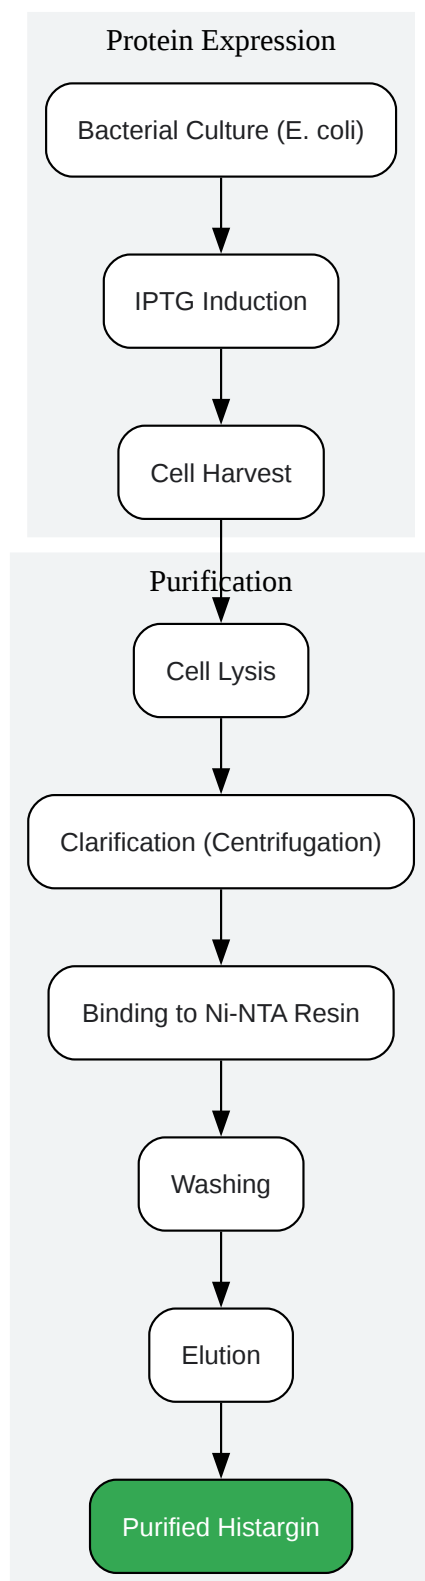 Protein Expression
Bacterial Culture (E. coli)
IPTG Induction
Cell Harvest
Purification
Cell Lysis
Clarification (Centrifugation)
Binding to Ni-NTA Resin
Washing
Elution
Purified Histargin